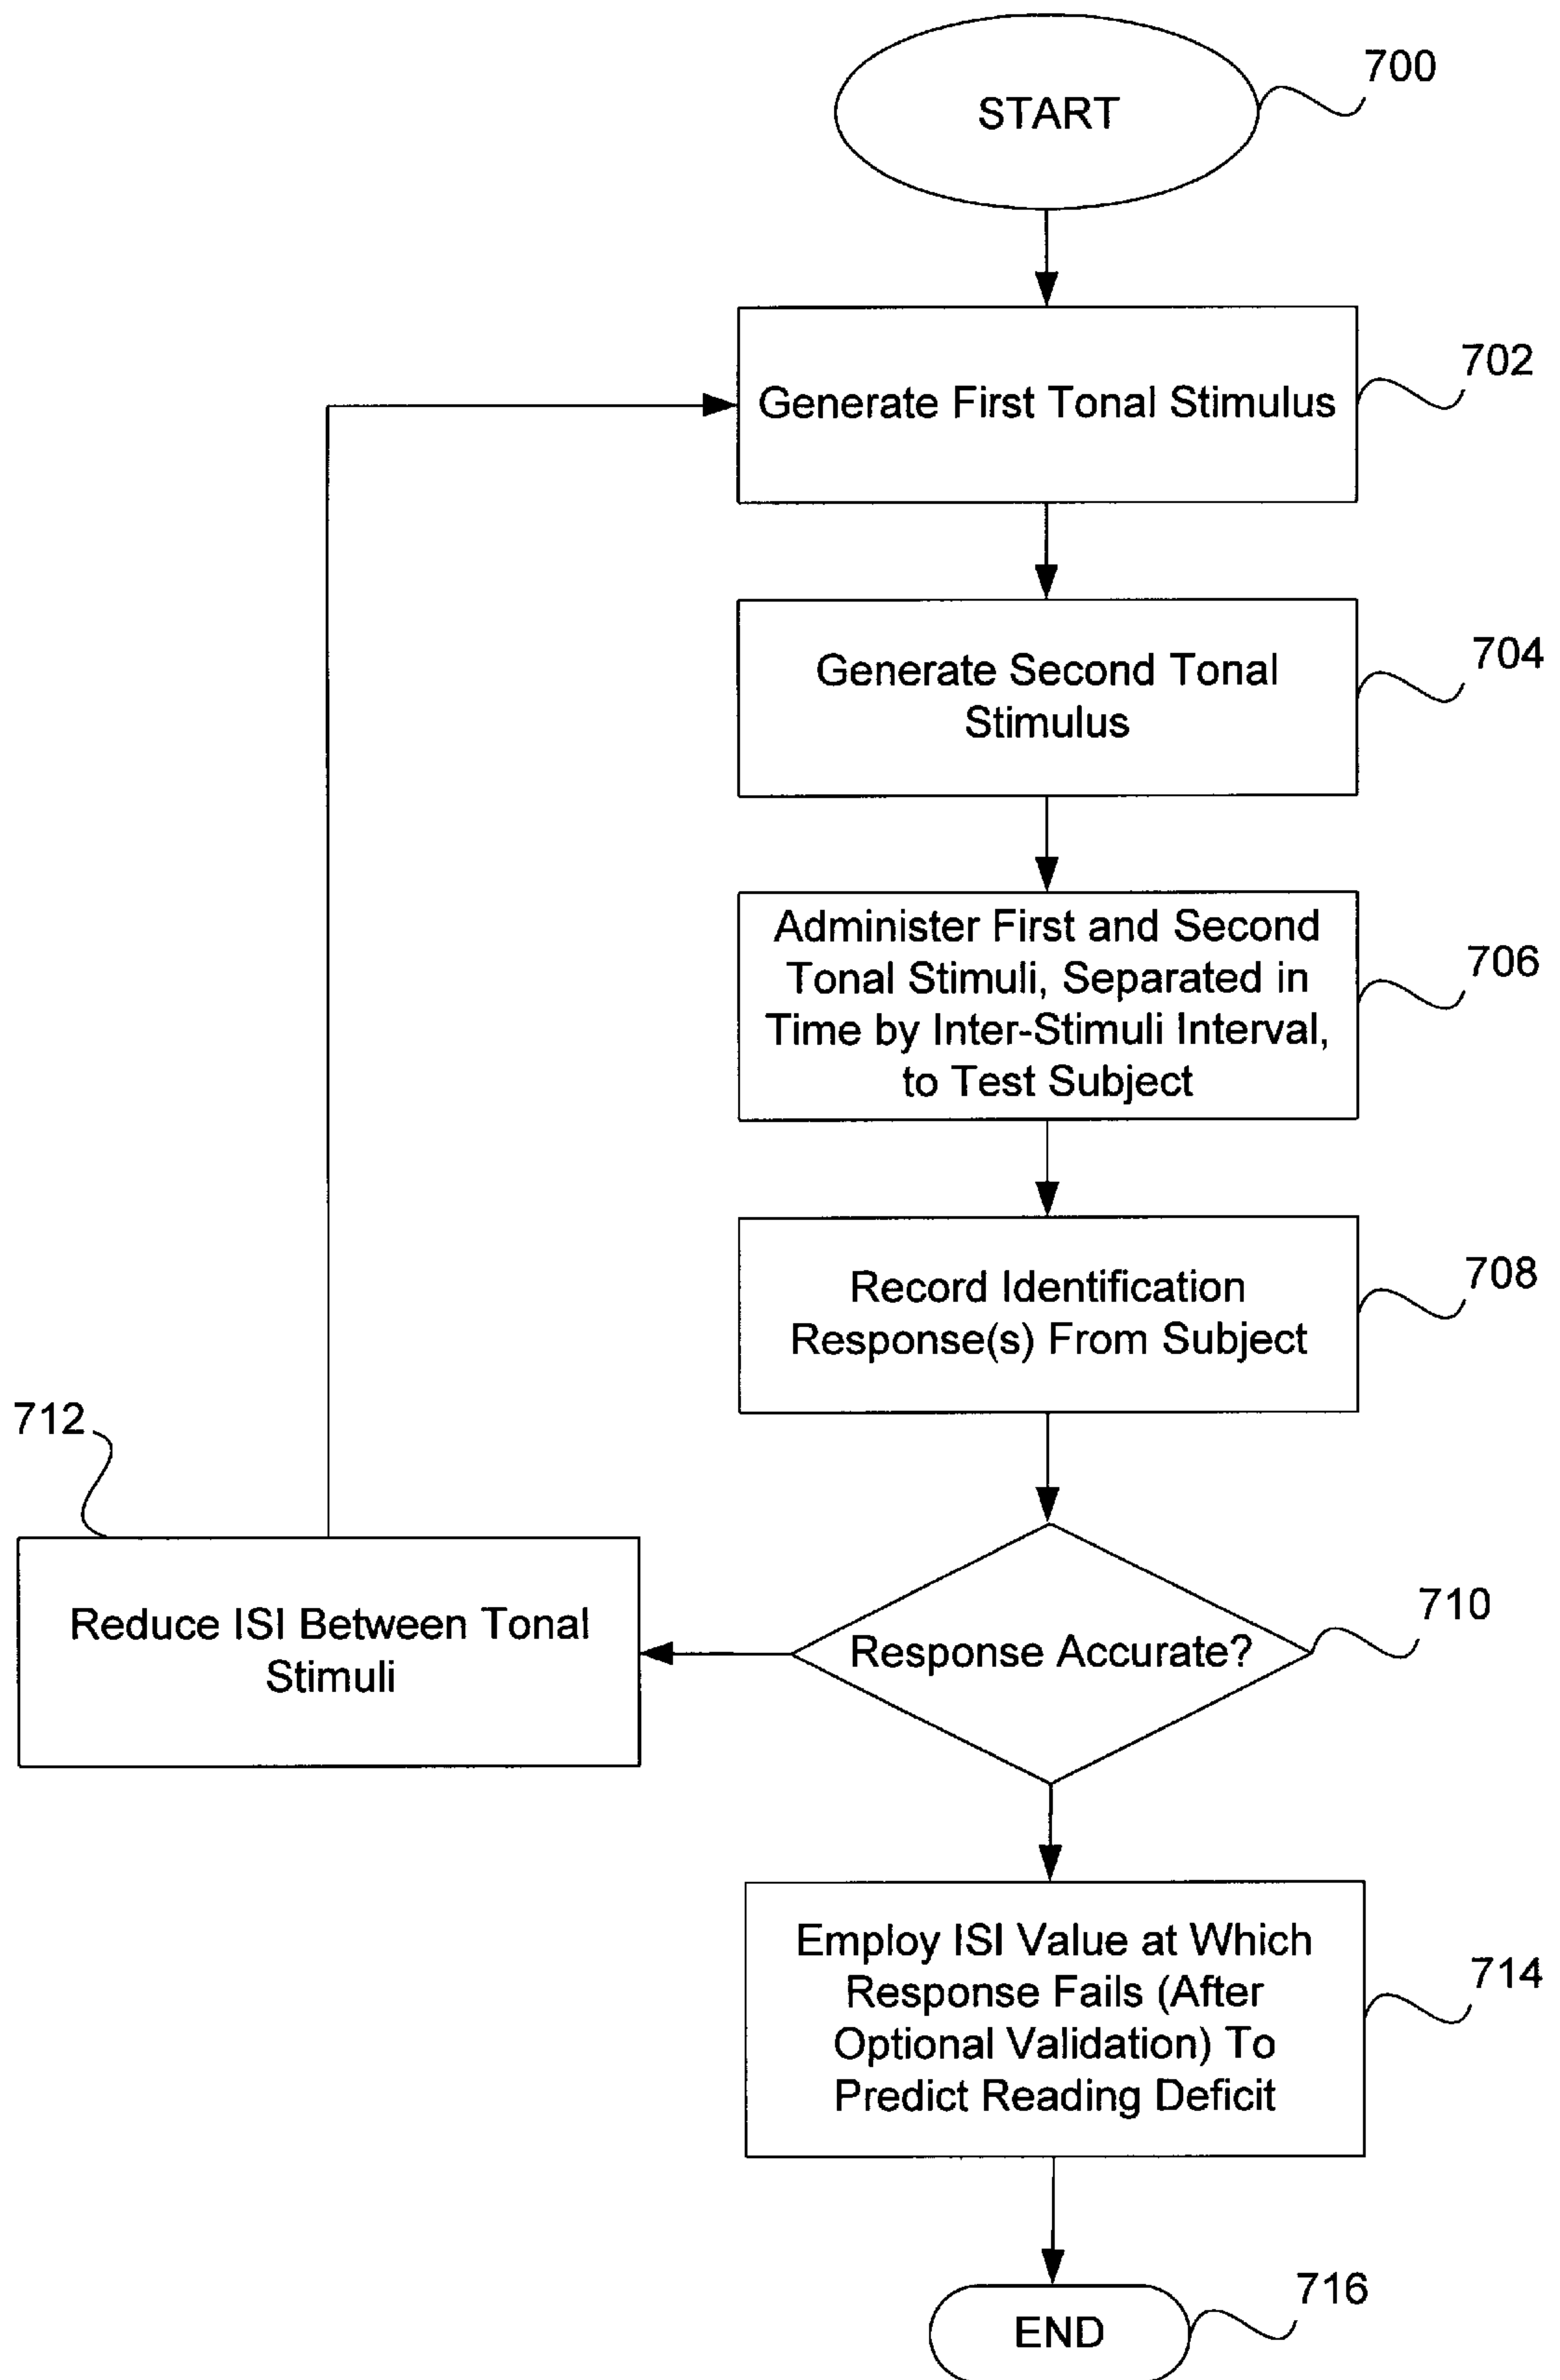 START
700
Generate First Tonal Stimulus
702
Generate Second Tonal
Stimulus
704
Administer First and Second
Tonal Stimuli, Separated in
Time by Inter-Stimuli Interval,
to Test Subject
706
Record Identification
Response(s) From Subject
708
712
Reduce ISI Between Tonal
Stimuli
Response Accurate?
710
Employ ISI Value at Which
Response Fails (After
Optional Validation) To
Predict Reading Deficit
714
END
716